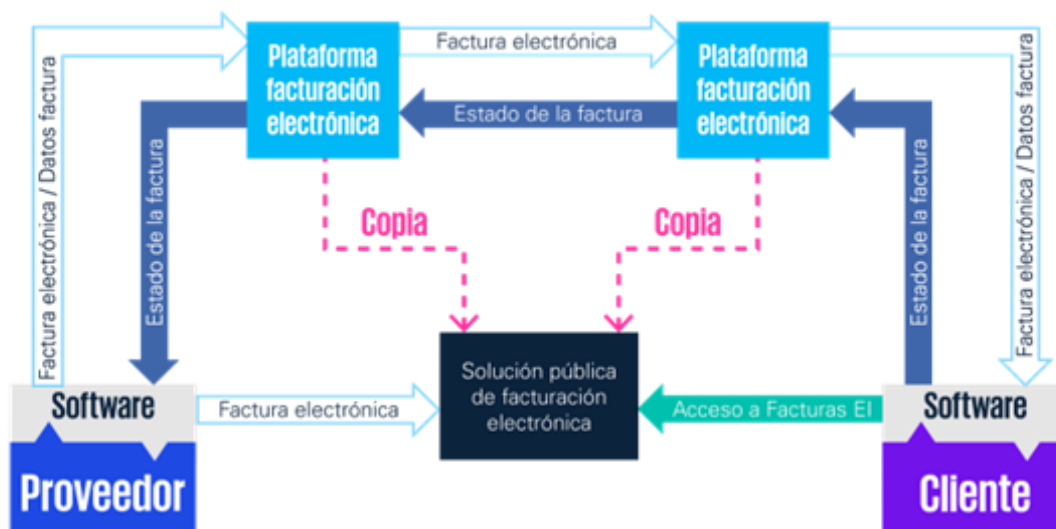 Factura electrónica / Datos factura
Estado de la factura
Plataforma
facturación
electrónica
Factura electrónica
Estado de la factura
Plataforma
facturación
electrónica
Estado de la factura
Factura electrónica / Datos factura
Copia
Copia
Solución pública
de facturación
electrónica
Software
Factura electrónica
Acceso a Facturas EI
Software
Proveedor
Cliente